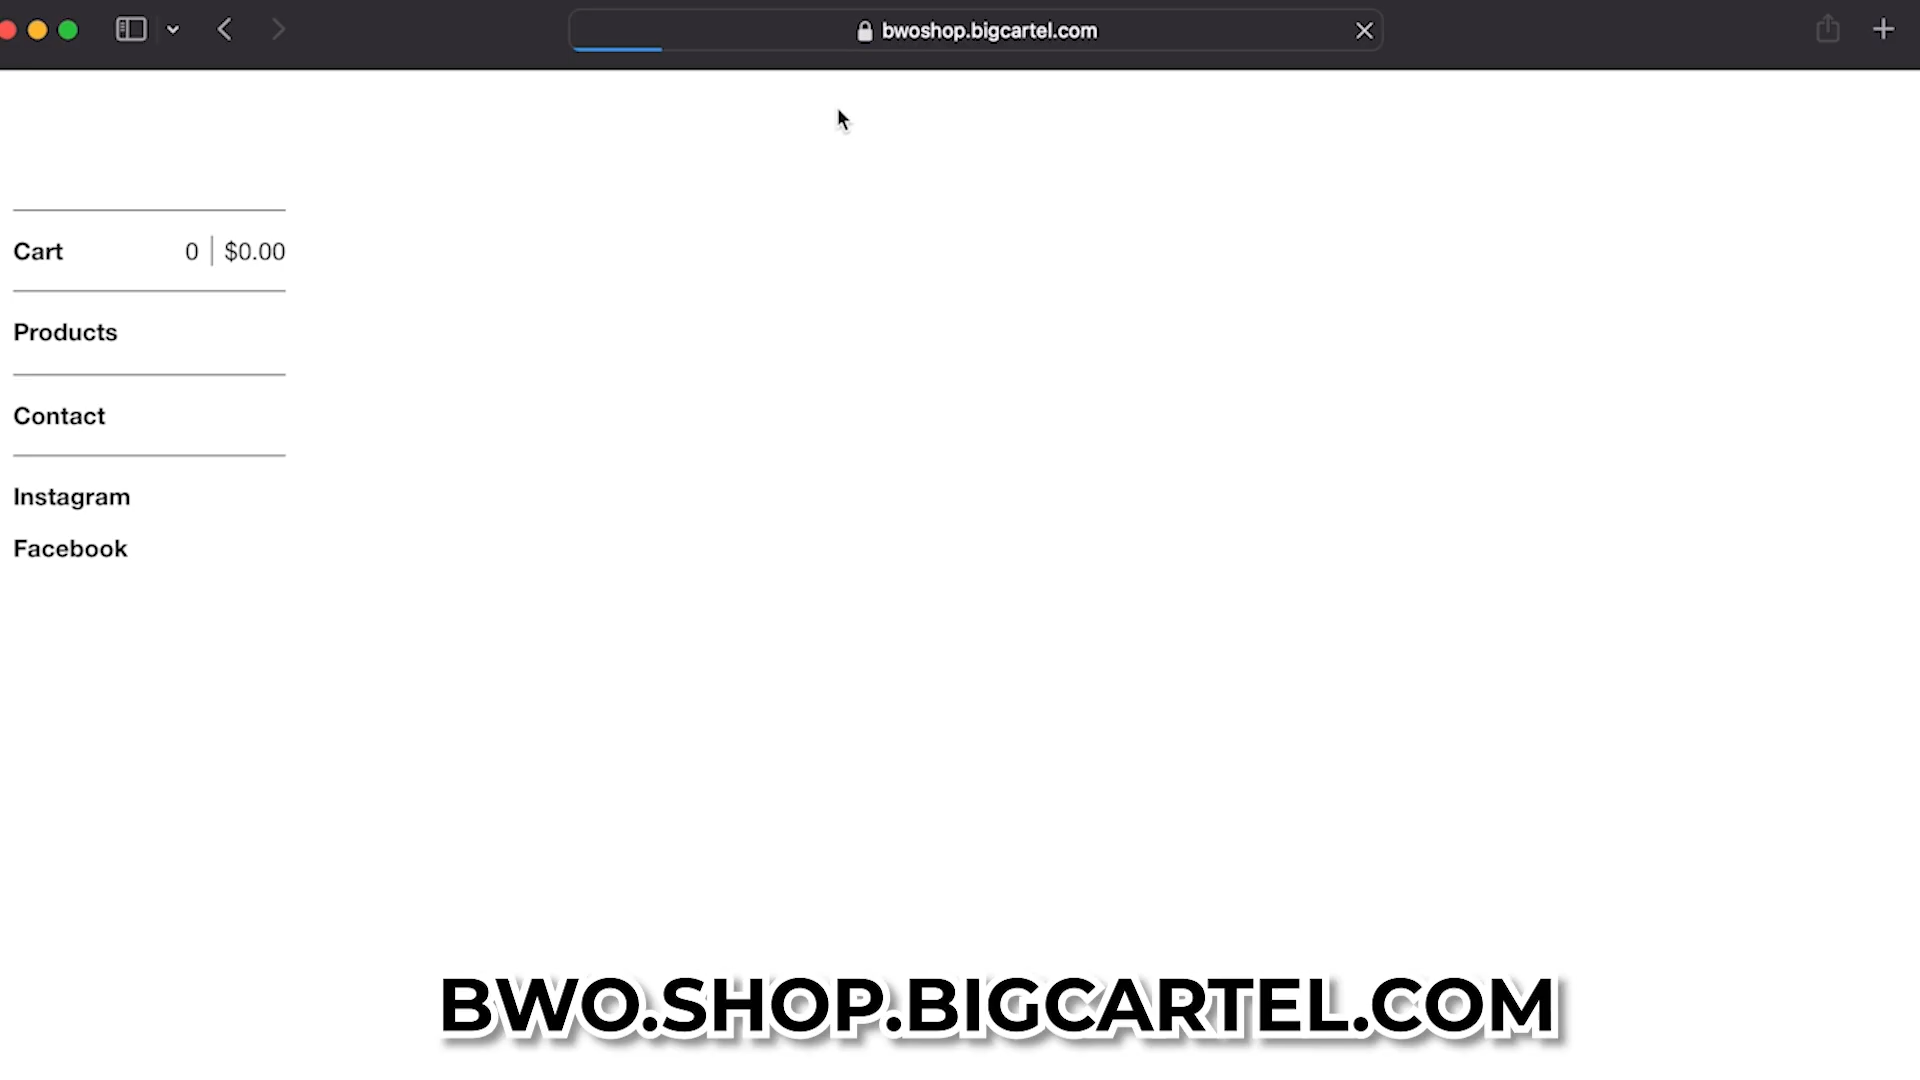 bwoshop.bigcartel.com
Cart 0 | $0.00
Products
Contact
Instagram
Facebook
BWO.SHOP.BIGCARTEL.COM